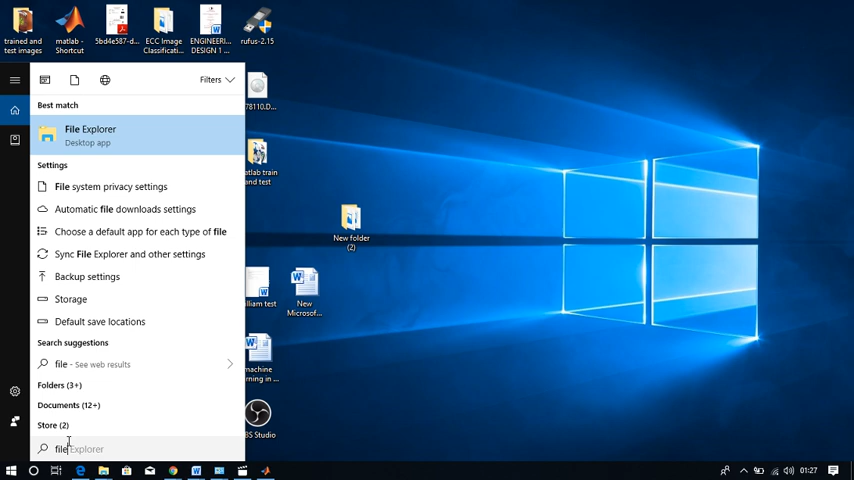 trained and test images
matlab - Shortcut
5bd4e587-d...
ECC Image Classificati...
ENGINEERI... DESIGN 1 ...
rufus-2.15
Filters
Best match
File Explorer
Desktop app
Settings
File system privacy settings
Automatic file downloads settings
Choose a default app for each type of file
Sync File Explorer and other settings
Backup settings
Storage
Default save locations
Search suggestions
file - See web results
Folders (3+)
Documents (12+)
Store (2)
file Explorer
78110.D...
atlab train and test
New folder (2)
lliam test
New Microsof...
machine
rning in ...
BS Studio
01:27